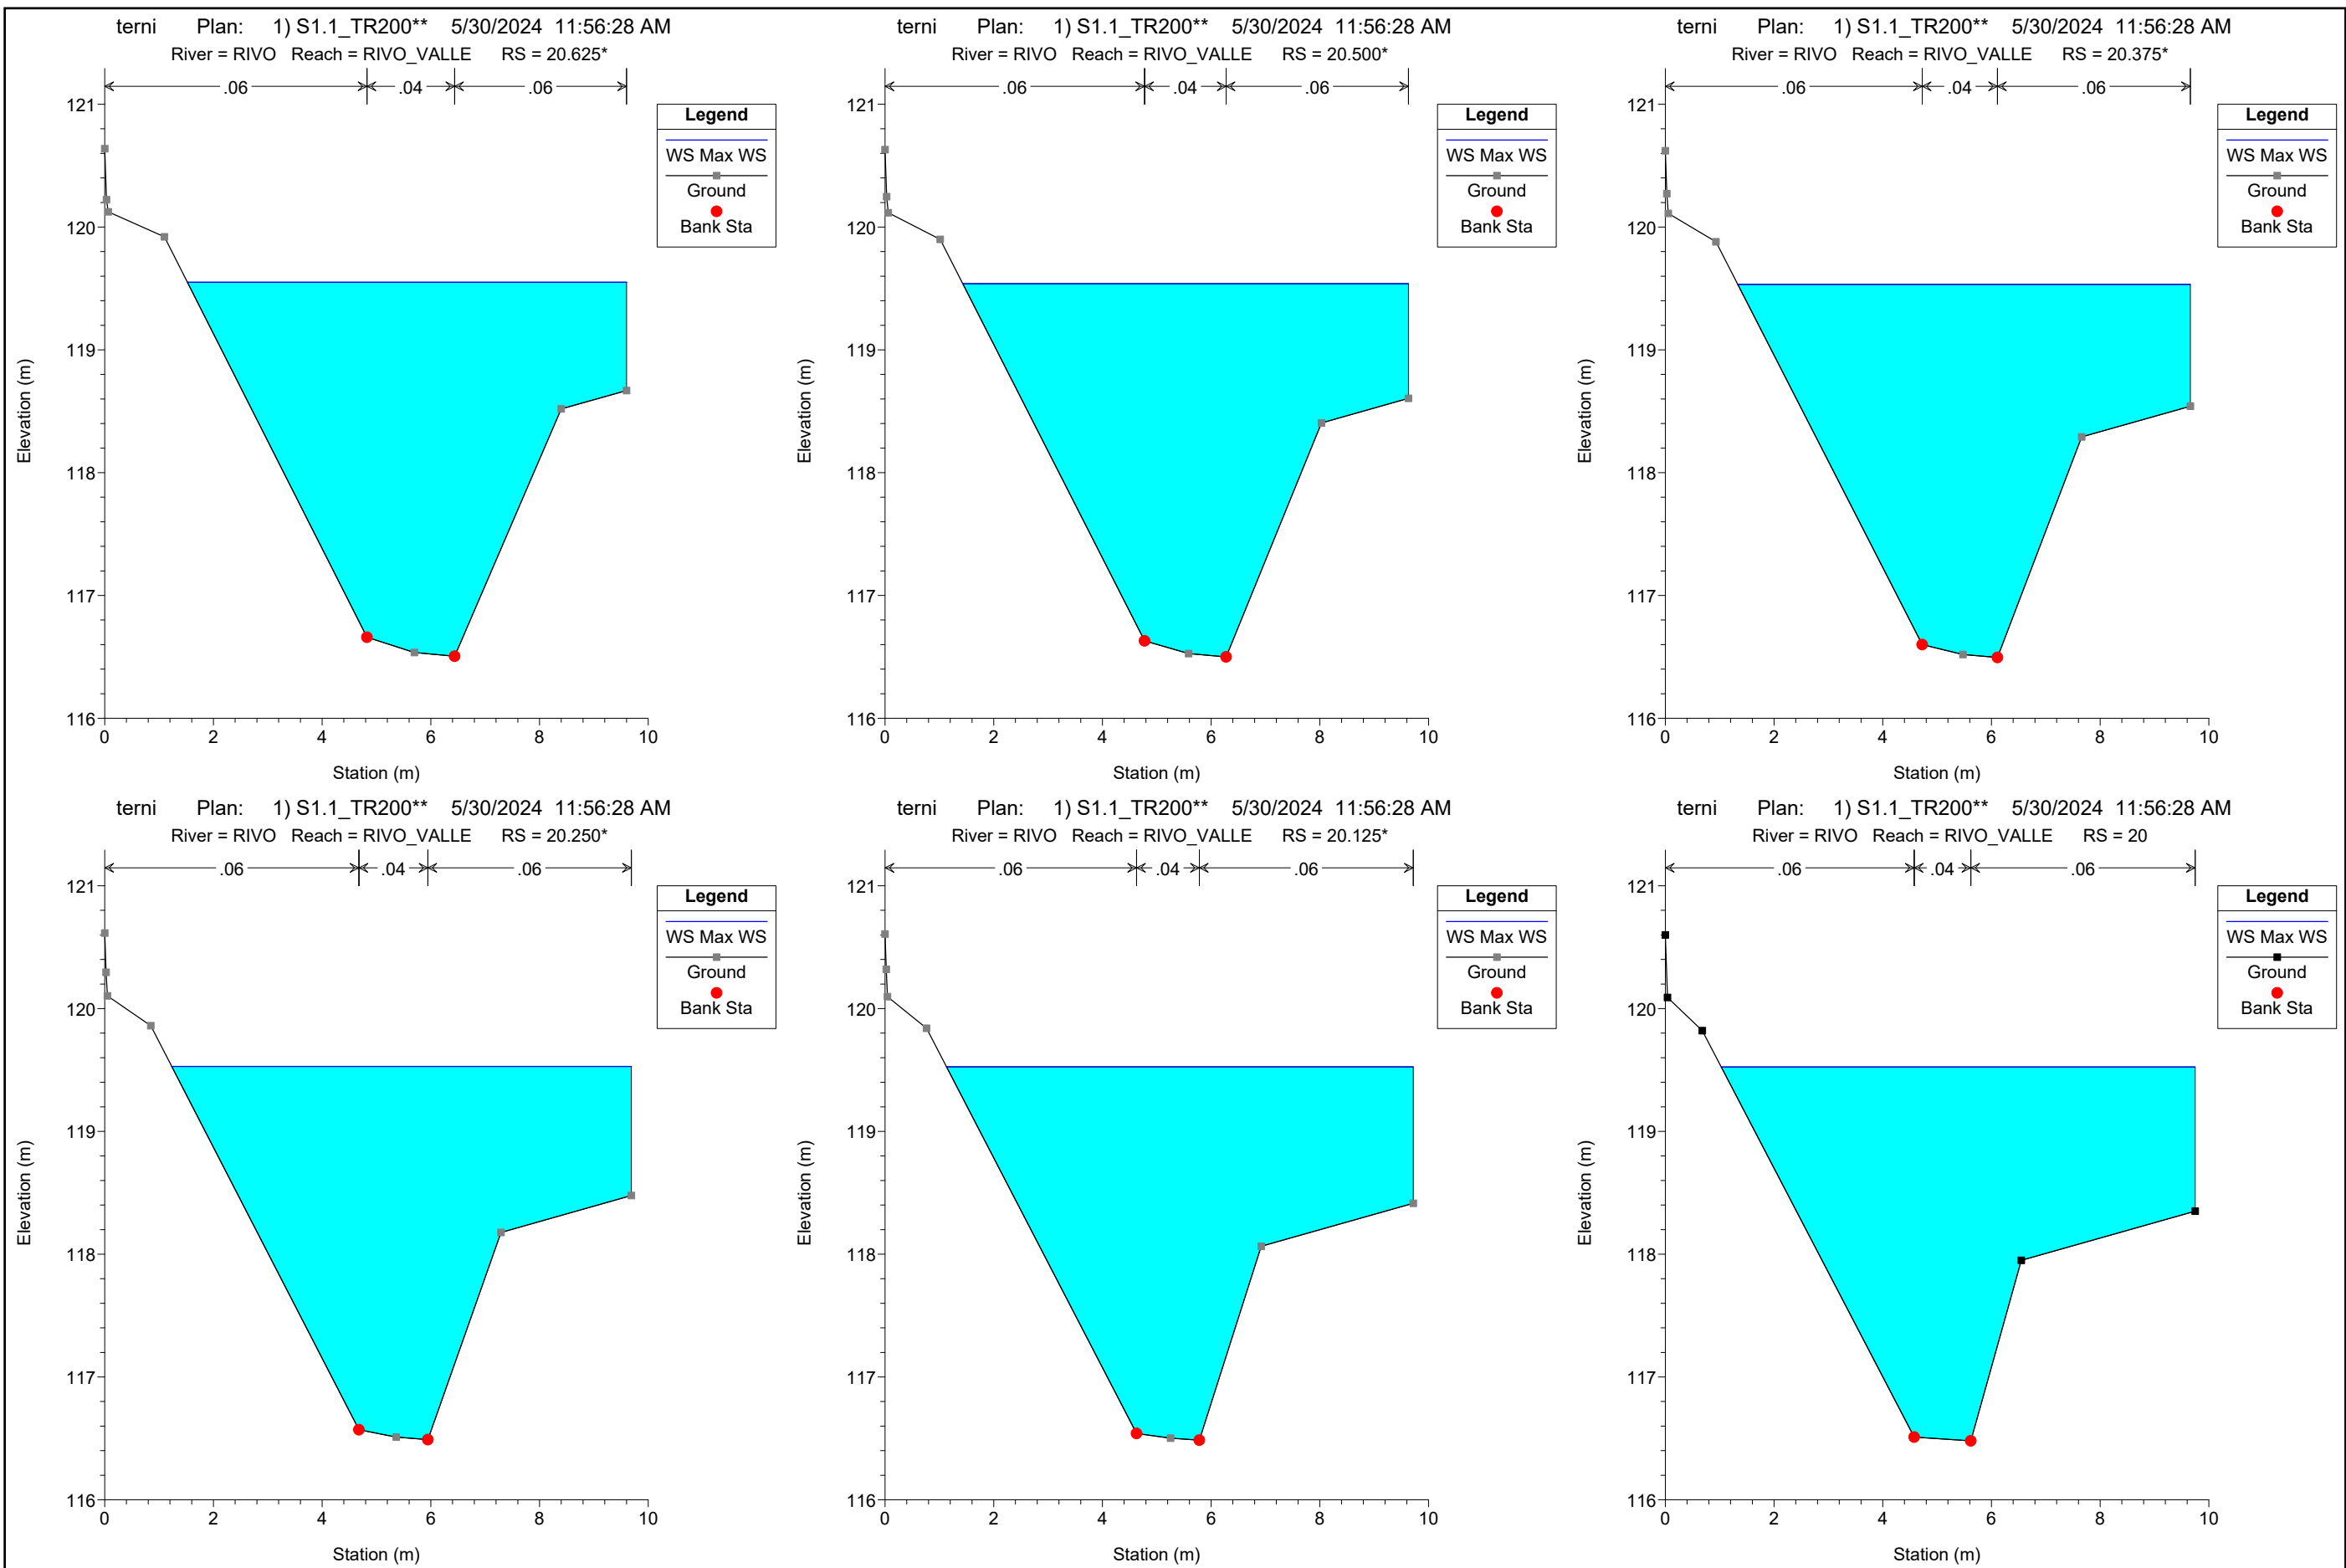 terni Plan: 1) S1.1_TR200** 5/30/2024 11:56:28 AM
River = RIVO Reach = RIVO_VALLE RS = 20.625*
.06 .04 .06
121
120
119
118
117
116
0 2 4 6 8 10
Elevation (m)
Station (m)
Legend
WS Max WS
Ground
Bank Sta
terni Plan: 1) S1.1_TR200** 5/30/2024 11:56:28 AM
River = RIVO Reach = RIVO_VALLE RS = 20.500*
.06 .04 .06
121
120
119
118
117
116
0 2 4 6 8 10
Elevation (m)
Station (m)
Legend
WS Max WS
Ground
Bank Sta
terni Plan: 1) S1.1_TR200** 5/30/2024 11:56:28 AM
River = RIVO Reach = RIVO_VALLE RS = 20.375*
.06 .04 .06
121
120
119
118
117
116
0 2 4 6 8 10
Elevation (m)
Station (m)
Legend
WS Max WS
Ground
Bank Sta
terni Plan: 1) S1.1_TR200** 5/30/2024 11:56:28 AM
River = RIVO Reach = RIVO_VALLE RS = 20.250*
.06 .04 .06
121
120
119
118
117
116
0 2 4 6 8 10
Elevation (m)
Station (m)
Legend
WS Max WS
Ground
Bank Sta
terni Plan: 1) S1.1_TR200** 5/30/2024 11:56:28 AM
River = RIVO Reach = RIVO_VALLE RS = 20.125*
.06 .04 .06
121
120
119
118
117
116
0 2 4 6 8 10
Elevation (m)
Station (m)
Legend
WS Max WS
Ground
Bank Sta
terni Plan: 1) S1.1_TR200** 5/30/2024 11:56:28 AM
River = RIVO Reach = RIVO_VALLE RS = 20
.06 .04 .06
121
120
119
118
117
116
0 2 4 6 8 10
Elevation (m)
Station (m)
Legend
WS Max WS
Ground
Bank Sta